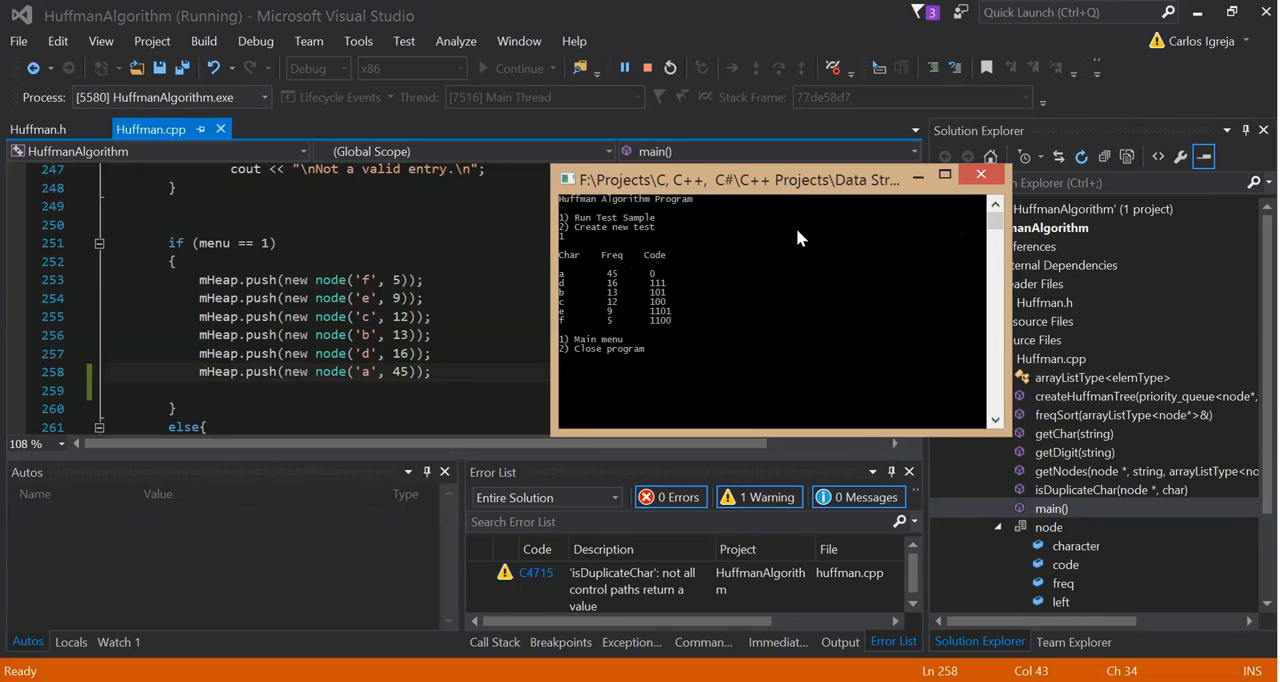 HuffmanAlgorithm (Running) - Microsoft Visual Studio
3
Quick Launch (Ctrl+Q)
File Edit View Project Build Debug Team Tools Test Analyze Window Help
Carlos Igreja
Debug x86 Continue
Process: [5580] HuffmanAlgorithm.exe Lifecycle Events Thread: [7516] Main Thread Stack Frame: 77de58d7
Huffman.h Huffman.cpp
HuffmanAlgorithm (Global Scope) main()
247 cout << "\nNot a valid entry.\n";
248 }
249
250
251 if (menu == 1)
252 {
253 mHeap.push(new node('f', 5));
254 mHeap.push(new node('e', 9));
255 mHeap.push(new node('c', 12));
256 mHeap.push(new node('b', 13));
257 mHeap.push(new node('d', 16));
258 mHeap.push(new node('a', 45));
259
260 }
261 else{
108 %
F:\Projects\C, C++, C#\C++ Projects\Data Str...
Huffman Algorithm Program
1) Run Test Sample
2) Create new test
1
Char Freq Code
a 45 0
d 16 111
b 13 101
c 12 100
e 9 1101
f 5 1100
1) Main menu
2) Close program
Solution Explorer
Explorer (Ctrl+;)
HuffmanAlgorithm' (1 project)
manAlgorithm
ferences
ternal Dependencies
eader Files
Huffman.h
source Files
Huffman.cpp
arrayListType<elemType>
createHuffmanTree(priority_queue<node*,
freqSort(arrayListType<node*>&)
getChar(string)
getDigit(string)
getNodes(node *, string, arrayListType<no
isDuplicateChar(node *, char)
main()
node
character
code
freq
left
Solution Explorer Team Explorer
Autos
Name Value Type
Autos Locals Watch 1
Error List
Entire Solution 0 Errors 1 Warning 0 Messages
Search Error List
Code Description Project File
C4715 'isDuplicateChar': not all HuffmanAlgorith huffman.cpp
control paths return a m
value
Call Stack Breakpoints Exception... Comman... Immediat... Output Error List
Ready Ln 258 Col 43 Ch 34 INS